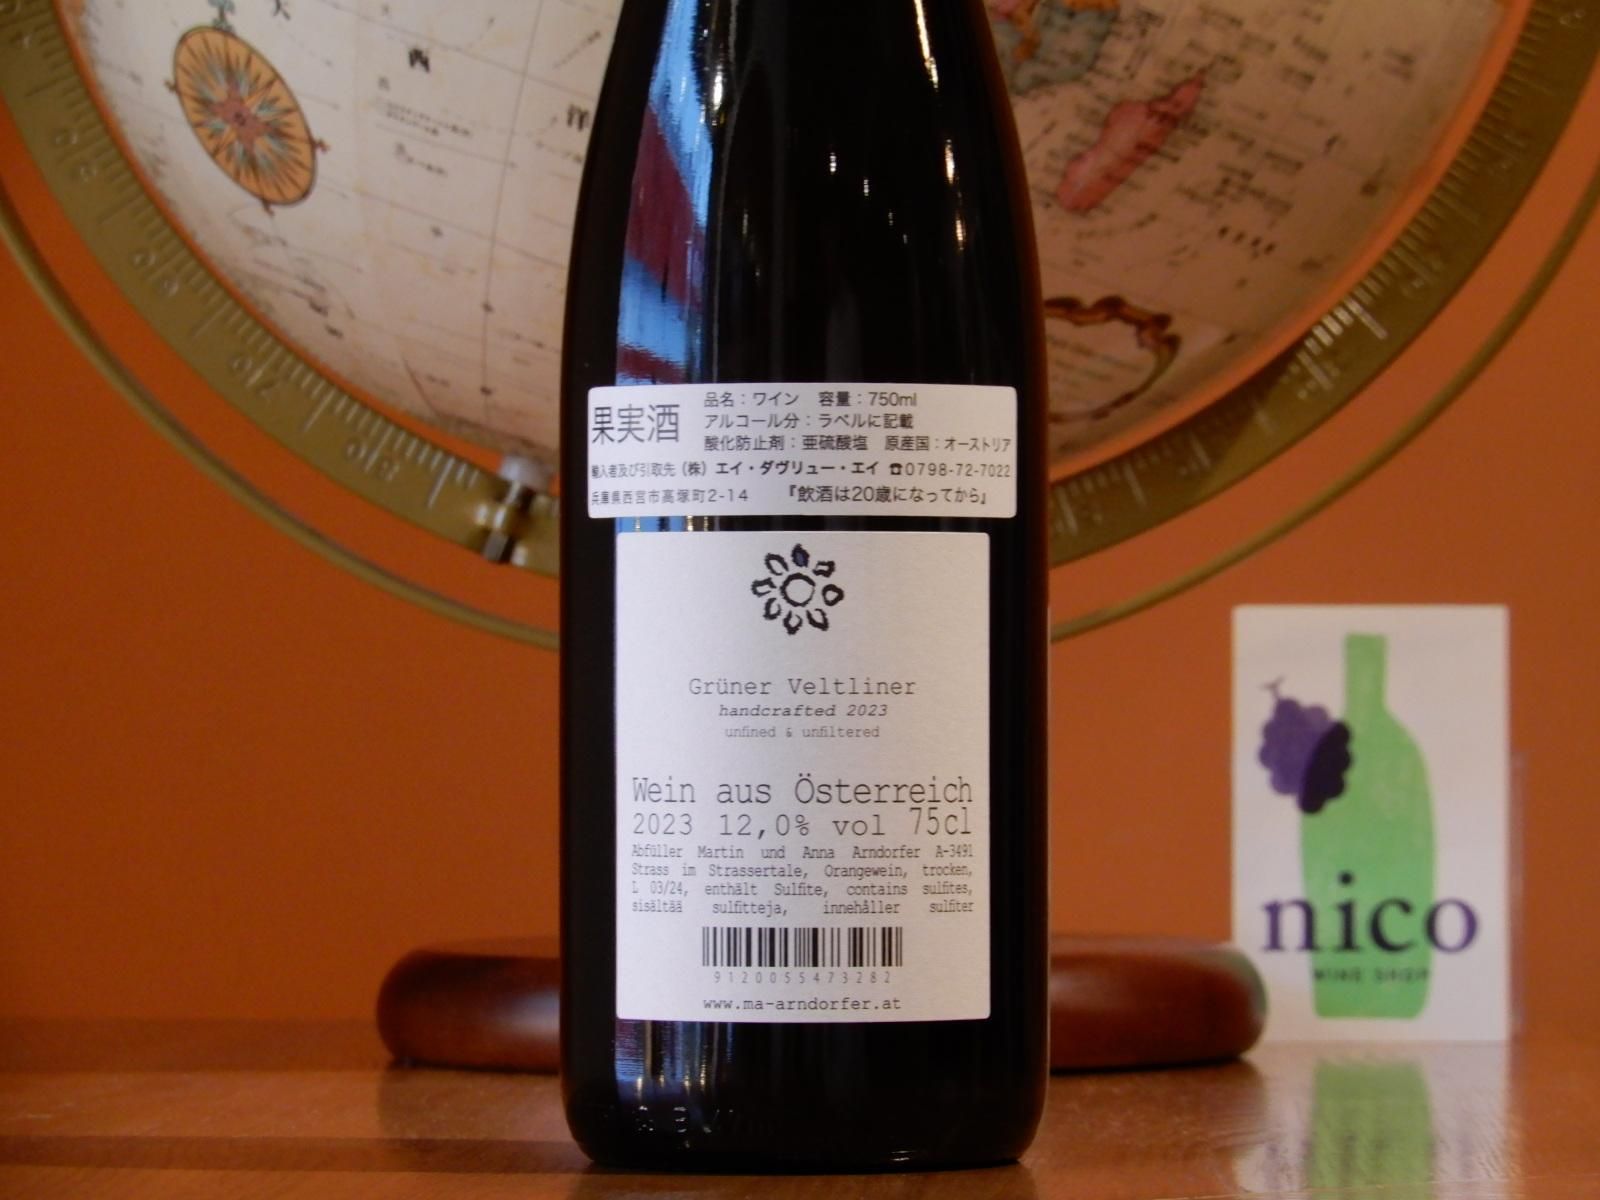 西
洋
果実酒
品名：ワイン　容量：750ml
アルコール分：ラベルに記載
酸化防止剤：亜硫酸塩　原産国：オーストリア
輸入者及び引取先（株）エイ・ダヴリュー・エイ ☎0798-72-7022
兵庫県西宮市高塚町2-14　『飲酒は20歳になってから』
Grüner Veltliner
handcrafted 2023
unfined & unfiltered
Wein aus Österreich
2023 12,0% vol 75cl
Abfüller Martin und Anna Arndorfer A-3491
Strass im Strassertale, Orangewein, trocken,
L 03/24, enthält Sulfite, contains sulfites,
sisältää sulfitteja, innehåller sulfiter
9120055473282
www.ma-arndorfer.at
nico
WINE SHOP